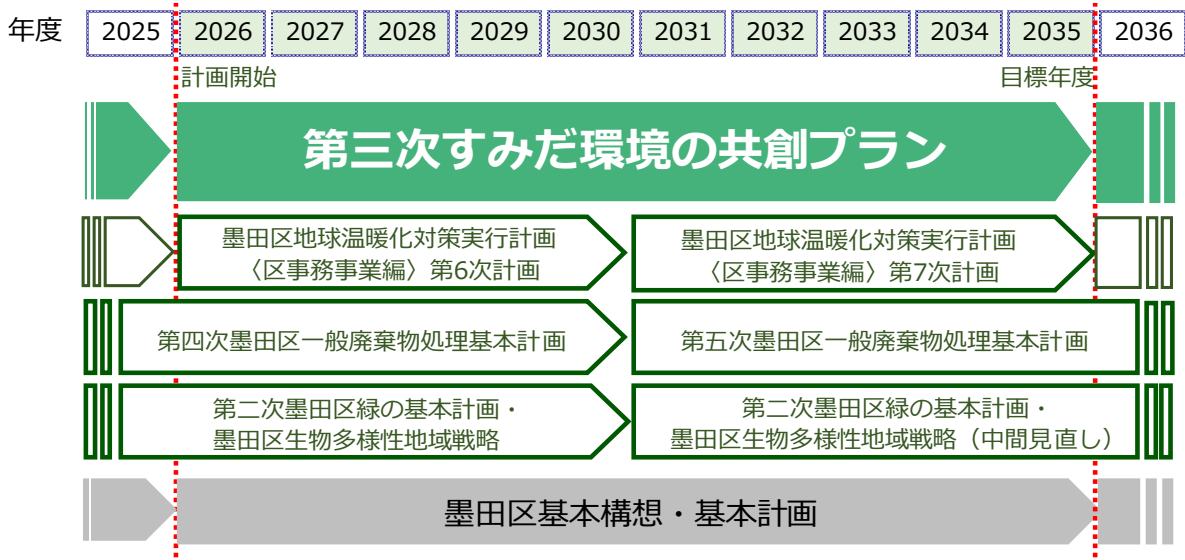 年度 2025 2026 2027 2028 2029 2030 2031 2032 2033 2034 2035 2036
計画開始 目標年度
第三次すみだ環境の共創プラン
墨田区地球温暖化対策実行計画
〈区事務事業編〉第6次計画
墨田区地球温暖化対策実行計画
〈区事務事業編〉第7次計画
第四次墨田区一般廃棄物処理基本計画
第五次墨田区一般廃棄物処理基本計画
第二次墨田区緑の基本計画・
墨田区生物多様性地域戦略
第二次墨田区緑の基本計画・
墨田区生物多様性地域戦略（中間見直し）
墨田区基本構想・基本計画